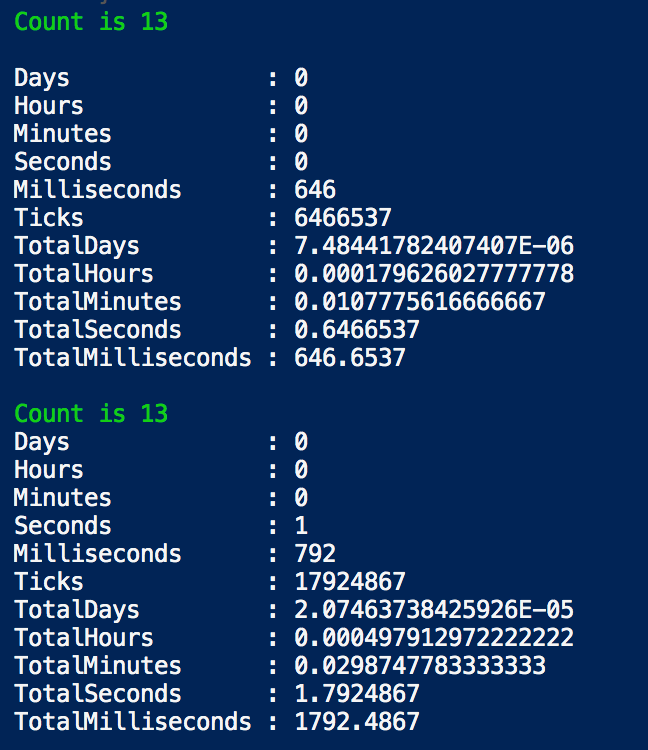 Count is 13
Days              : 0
Hours             : 0
Minutes           : 0
Seconds           : 0
Milliseconds      : 646
Ticks             : 6466537
TotalDays         : 7.48441782407407E-06
TotalHours        : 0.000179626027777778
TotalMinutes      : 0.0107775616666667
TotalSeconds      : 0.6466537
TotalMilliseconds : 646.6537
Count is 13
Days              : 0
Hours             : 0
Minutes           : 0
Seconds           : 1
Milliseconds      : 792
Ticks             : 17924867
TotalDays         : 2.07463738425926E-05
TotalHours        : 0.000497912972222222
TotalMinutes      : 0.0298747783333333
TotalSeconds      : 1.7924867
TotalMilliseconds : 1792.4867